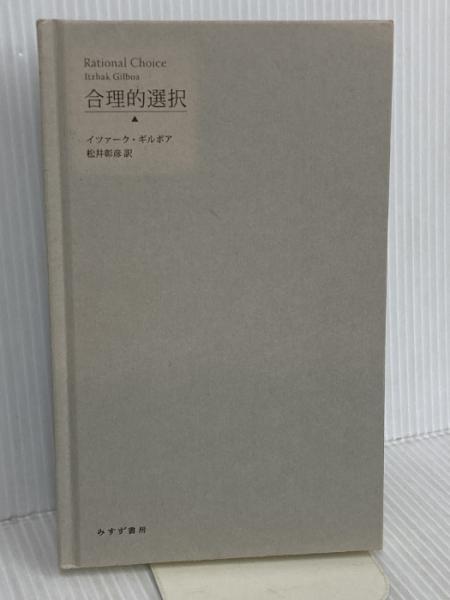 Rational Choice
Itzhak Gilboa
合理的選択
▲
イツァーク・ギルボア
松井彰彦 訳
みすず書房